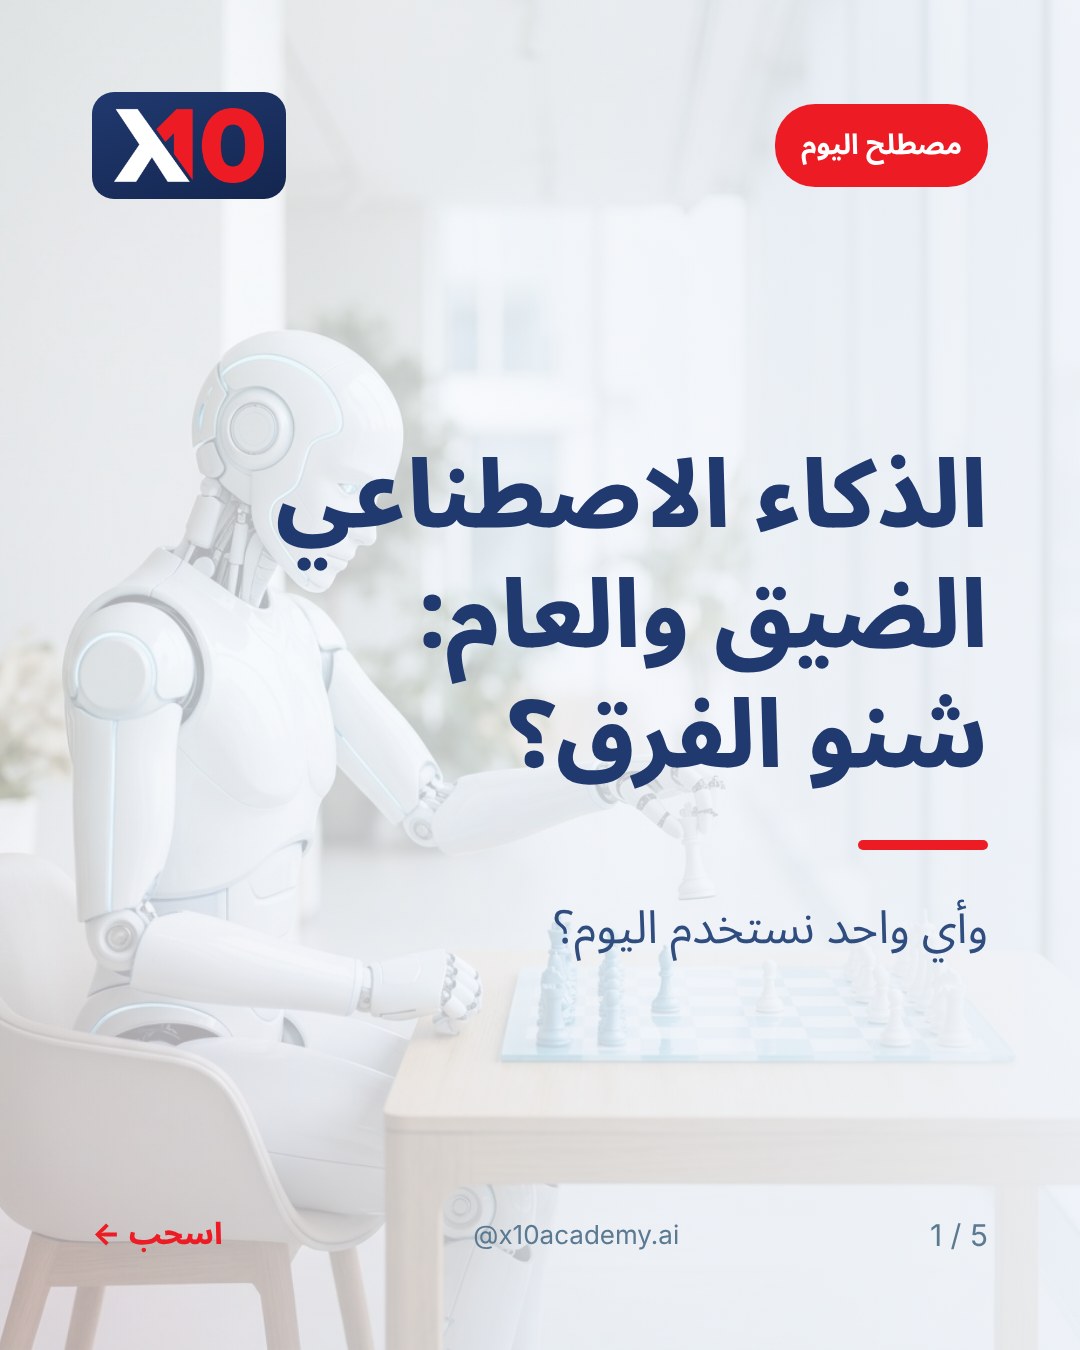 X10
مصطلح اليوم
الذكاء الاصطناعي
الضيق والعام:
شنو الفرق؟
وأي واحد نستخدم اليوم؟
اسحب ←
@x10academy.ai
1 / 5